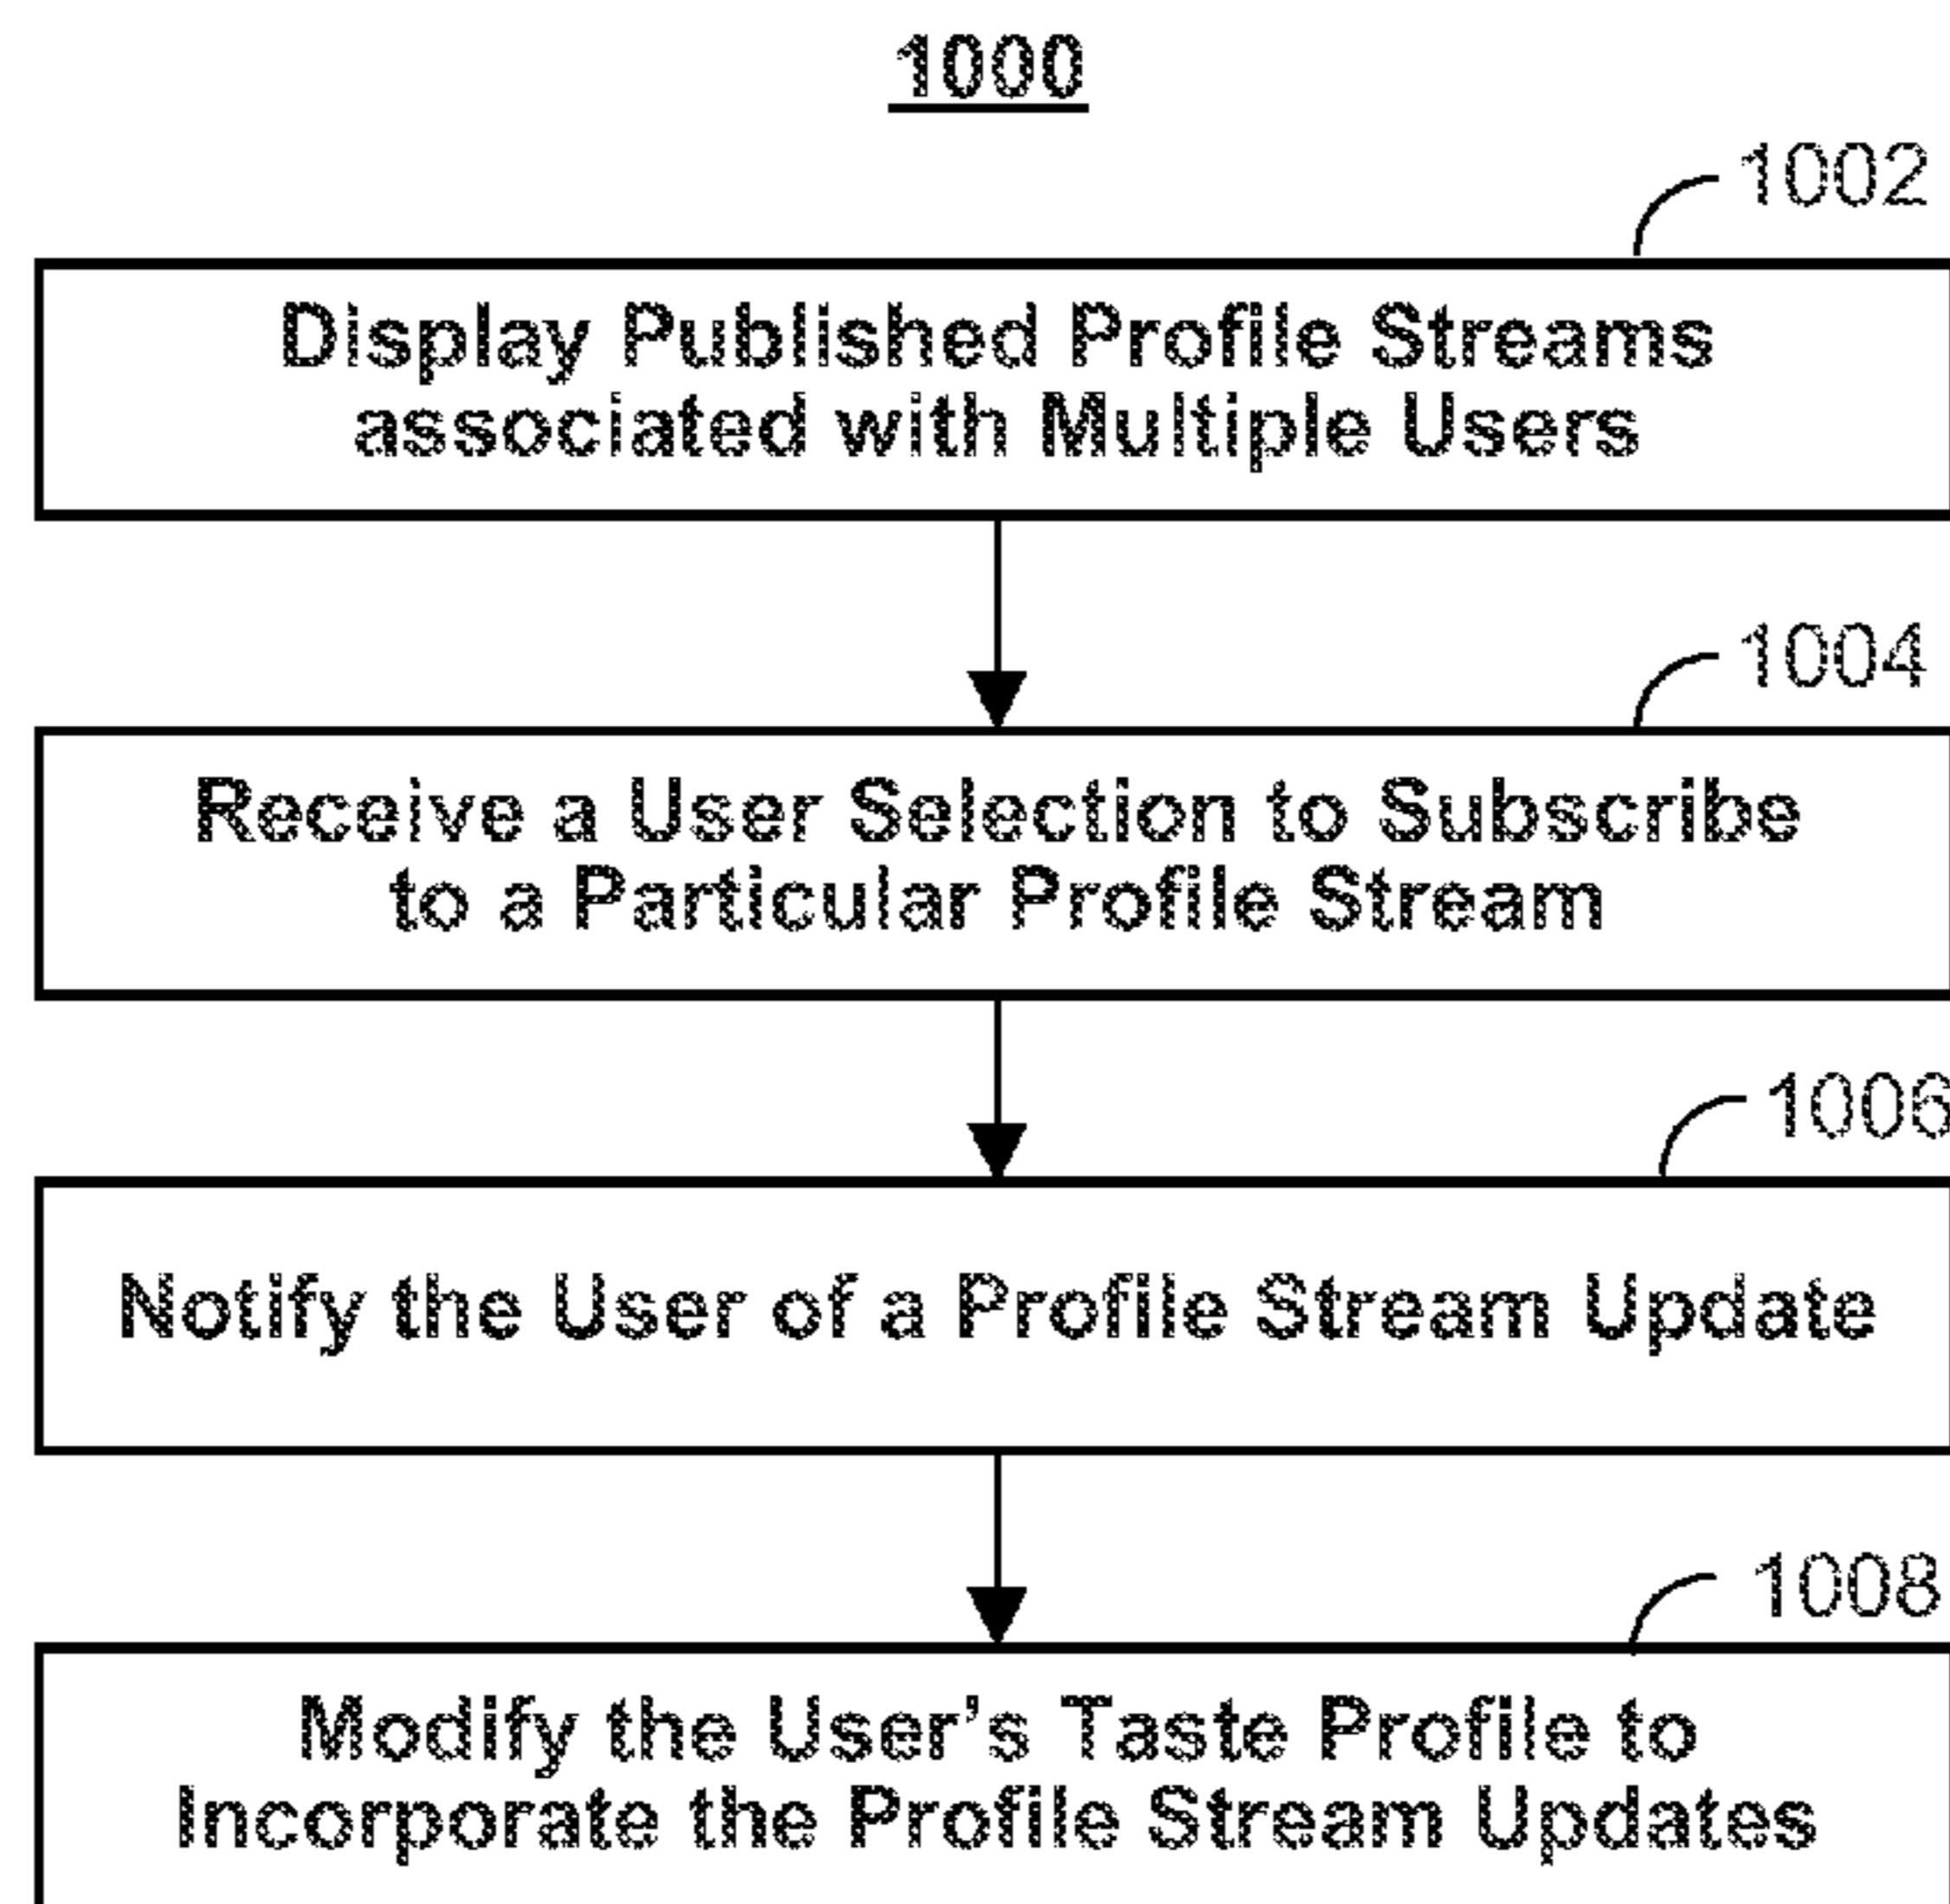 1000
1002
Display Published Profile Streams
associated with Multiple Users
1004
Receive a User Selection to Subscribe
to a Particular Profile Stream
1006
Notify the User of a Profile Stream Update
1008
Modify the User's Taste Profile to
Incorporate the Profile Stream Updates